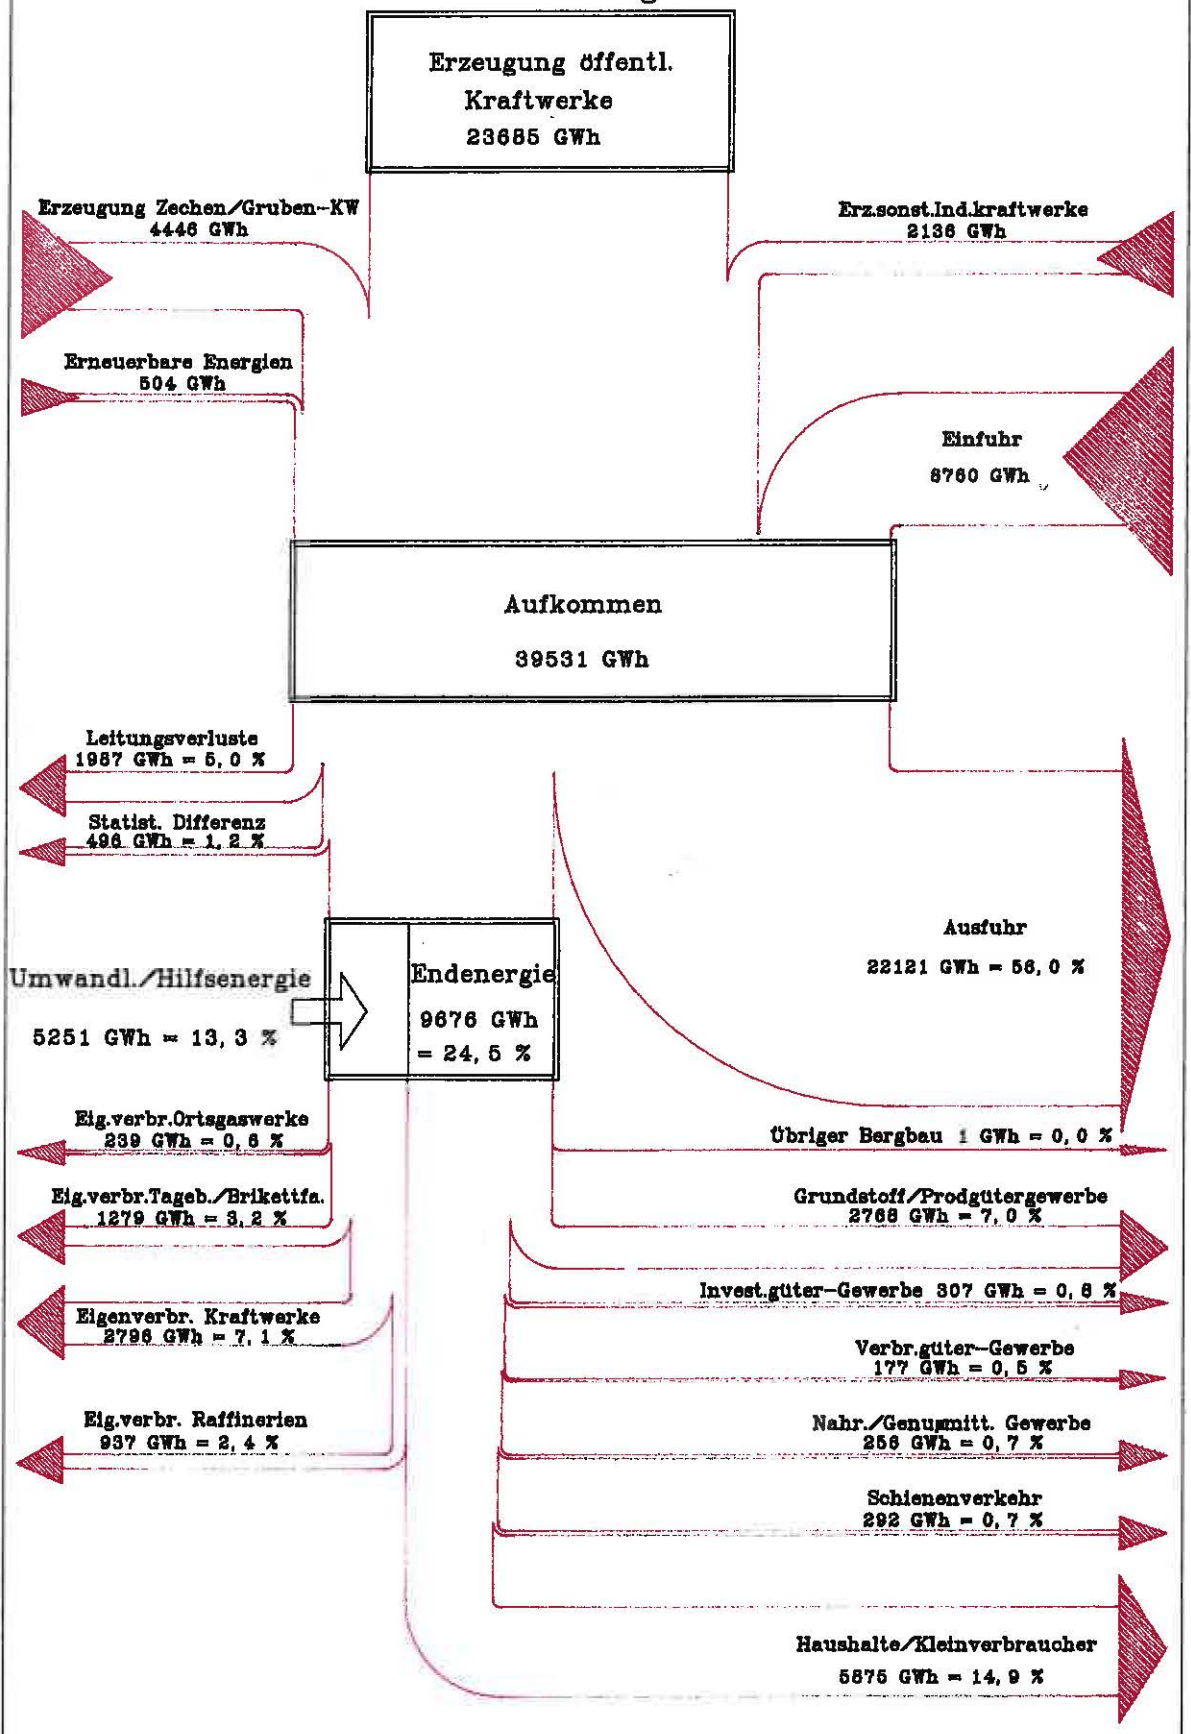 Erzeugung öffentl.
Kraftwerke
23685 GWh
Erzeugung Zechen/Gruben-KW
4446 GWh
Erz.sonst.Ind.kraftwerke
2136 GWh
Erneuerbare Energien
504 GWh
Einfuhr
8760 GWh
Aufkommen
39531 GWh
Leitungsverluste
1987 GWh = 5,0 %
Statist. Differenz
496 GWh = 1,2 %
Ausfuhr
22121 GWh = 56,0 %
Umwandl./Hilfsenergie
5251 GWh = 13,3 %
Endenergie
9676 GWh
= 24,5 %
Eig.verbr.Ortsgaswerke
239 GWh = 0,6 %
Übriger Bergbau 1 GWh = 0,0 %
Eig.verbr.Tageb./Brikettfa.
1279 GWh = 3,2 %
Grundstoff/Prodgütergewerbe
2768 GWh = 7,0 %
Invest.güter-Gewerbe 307 GWh = 0,8 %
Eigenverbr. Kraftwerke
2796 GWh = 7,1 %
Verbr.güter-Gewerbe
177 GWh = 0,5 %
Eig.verbr. Raffinerien
937 GWh = 2,4 %
Nahr./Genußmitt. Gewerbe
256 GWh = 0,7 %
Schienenverkehr
292 GWh = 0,7 %
Haushalte/Kleinverbraucher
5875 GWh = 14,9 %